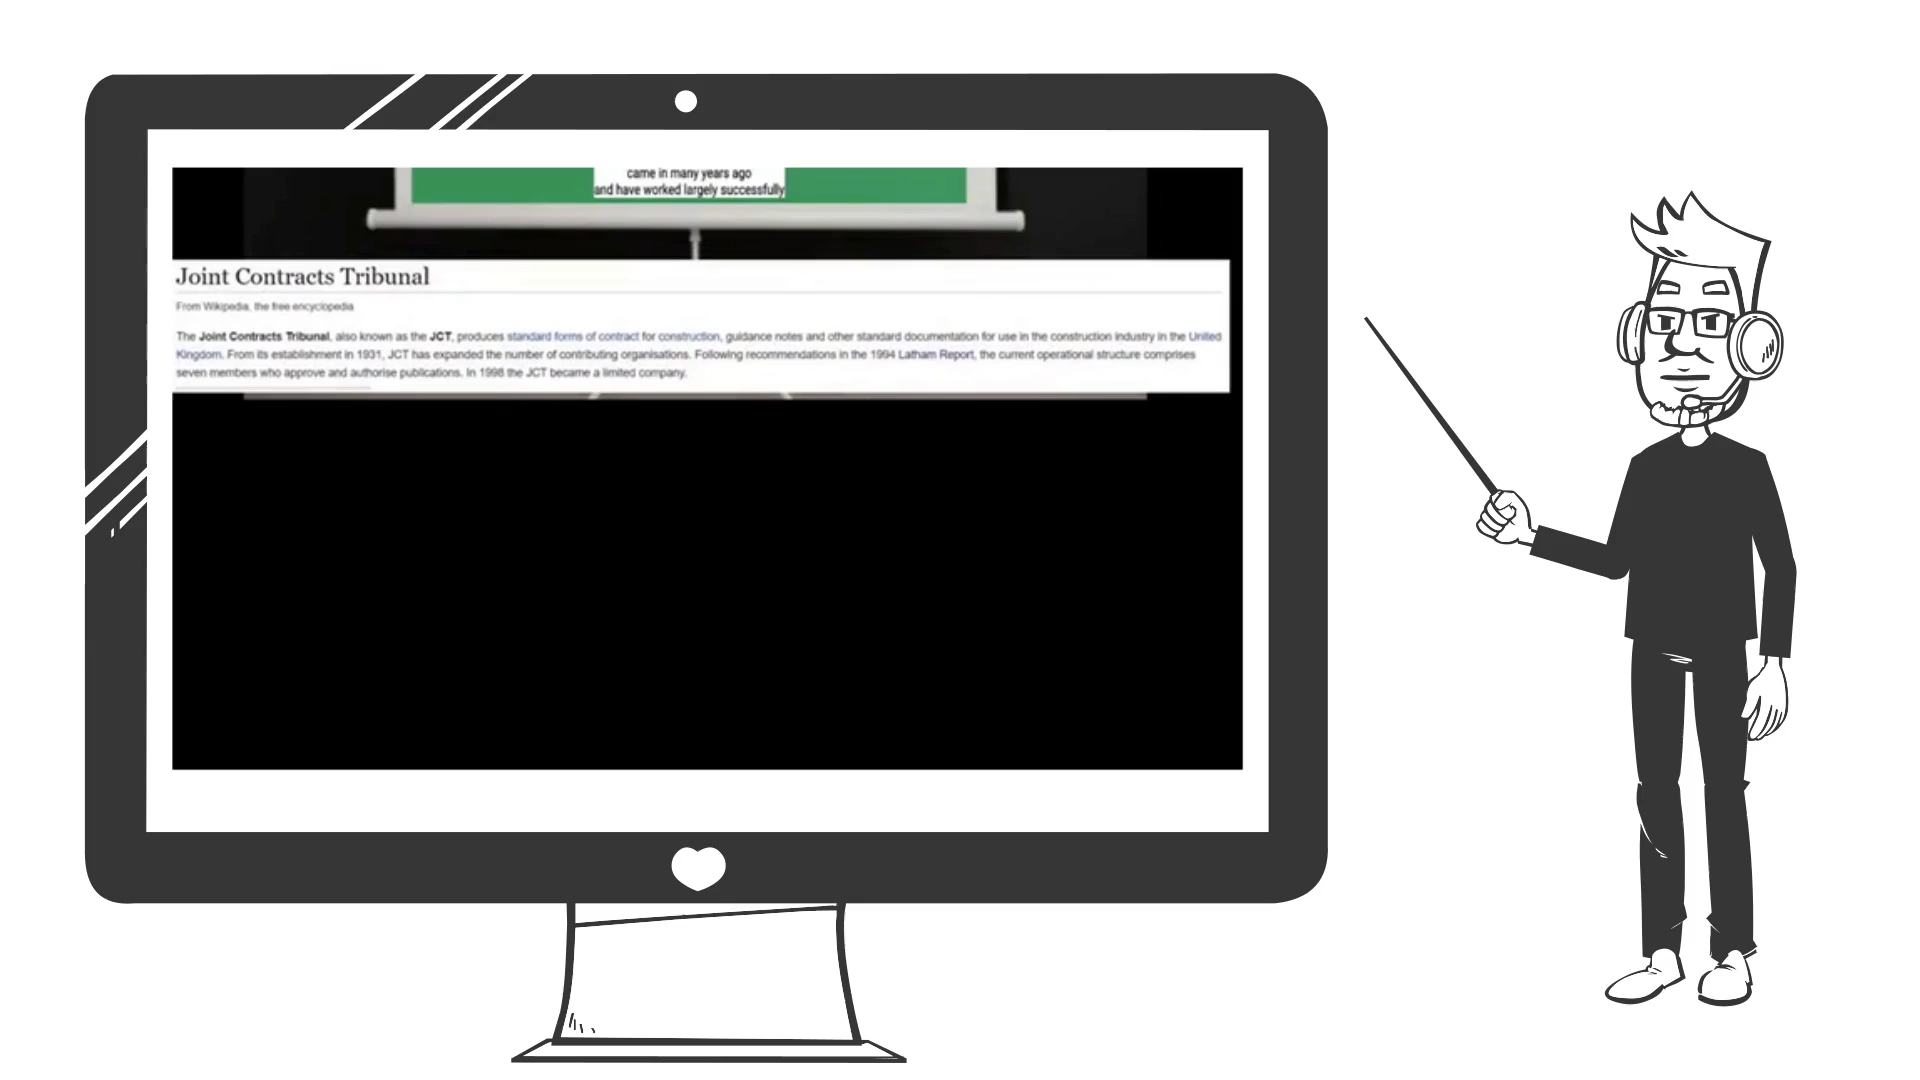 came in many years ago
and have worked largely successfully
Joint Contracts Tribunal
From Wikipedia, the free encyclopedia
The Joint Contracts Tribunal, also known as the JCT, produces standard forms of contract for construction, guidance notes and other standard documentation for use in the construction industry in the United
Kingdom. From its establishment in 1931, JCT has expanded the number of contributing organisations. Following recommendations in the 1994 Latham Report, the current operational structure comprises
seven members who approve and authorise publications. In 1998 the JCT became a limited company.